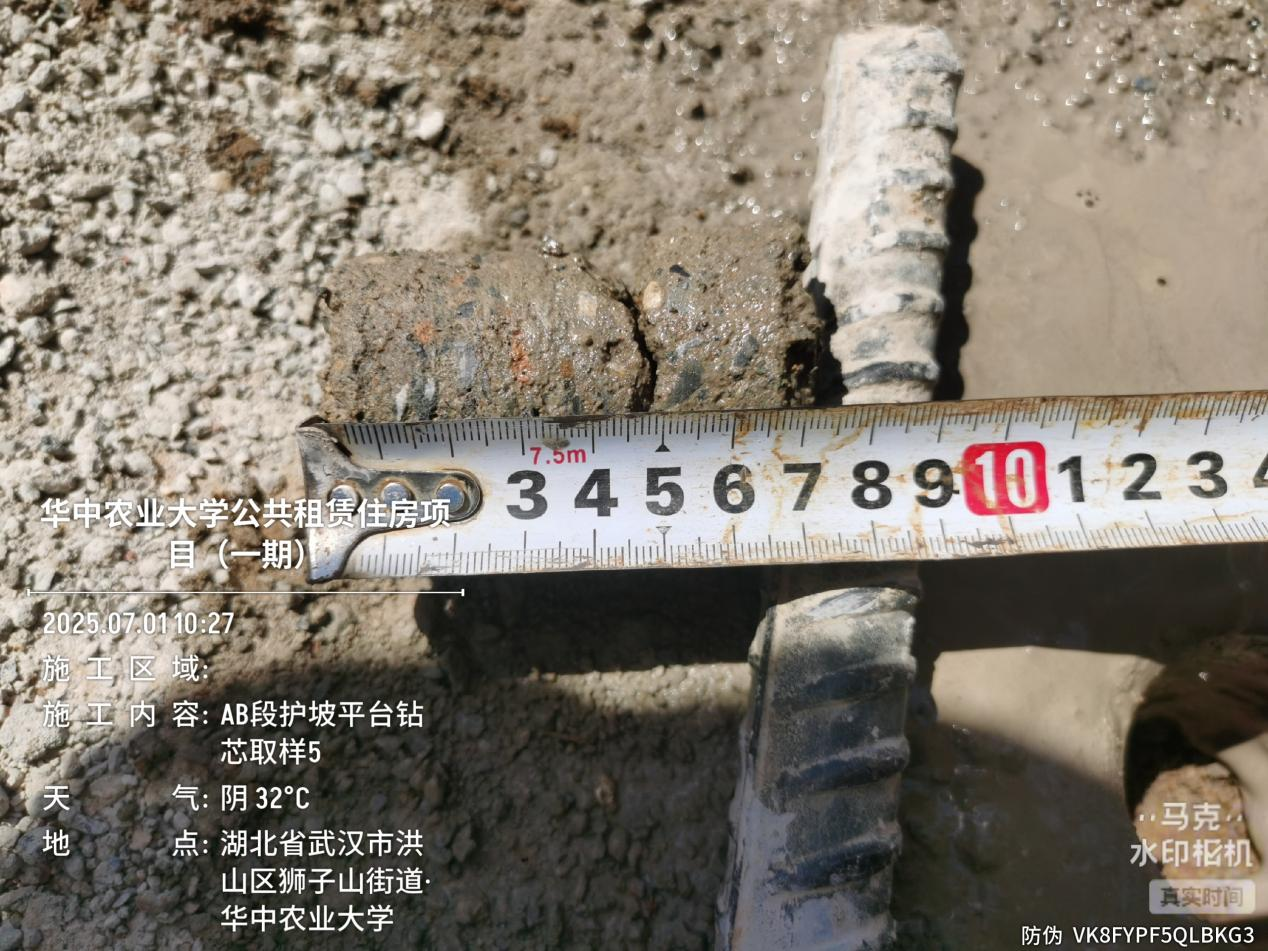 7.5m
3 4 5 6 7 8 9 10 1 2 3 4
华中农业大学公共租赁住房项
目（一期）
2025.07.01 10:27
施工区域:
施工内容: AB段护坡平台钻
芯取样5
天气: 阴 32°C
地点: 湖北省武汉市洪
山区狮子山街道·
华中农业大学
马克
水印相机
真实时间
防伪 VK8FYPF5QLBKG3